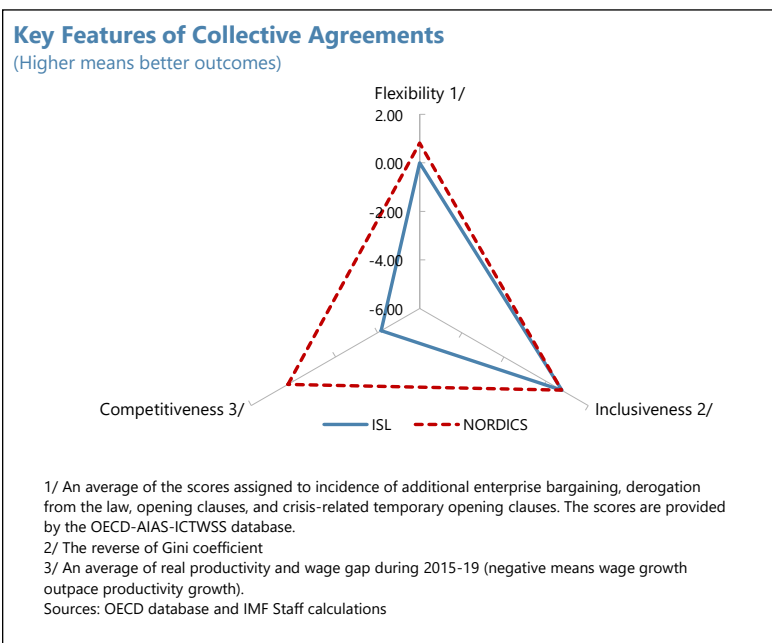 Key Features of Collective Agreements
(Higher means better outcomes)
Flexibility 1/
2.00
0.00
-2.00
-4.00
-6.00
Competitiveness 3/
Inclusiveness 2/
ISL
NORDICS
1/ An average of the scores assigned to incidence of additional enterprise bargaining, derogation
from the law, opening clauses, and crisis-related temporary opening clauses. The scores are provided
by the OECD-AIAS-ICTWSS database.
2/ The reverse of Gini coefficient
3/ An average of real productivity and wage gap during 2015-19 (negative means wage growth
outpace productivity growth).
Sources: OECD database and IMF Staff calculations